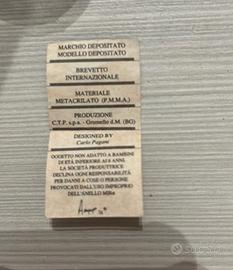 MARCHIO DEPOSITATO
MODELLO DEPOSITATO
BREVETTO
INTERNAZIONALE
MATERIALE
METACRILATO (P.M.M.A.)
PRODUZIONE
C.T.P. s.p.a. - Grumello d.M. (BG)
DESIGNED BY
Carlo Pagani
OGGETTO NON ADATTO A BAMBINI
DI ETÀ INFERIORE AI 6 ANNI.
LA SOCIETÀ PRODUTTRICE
DECLINA OGNI RESPONSABILITÀ
PER DANNI A COSE O PERSONE
PROVOCATI DALL'USO IMPROPRIO
DELL'ANELLO
Subito